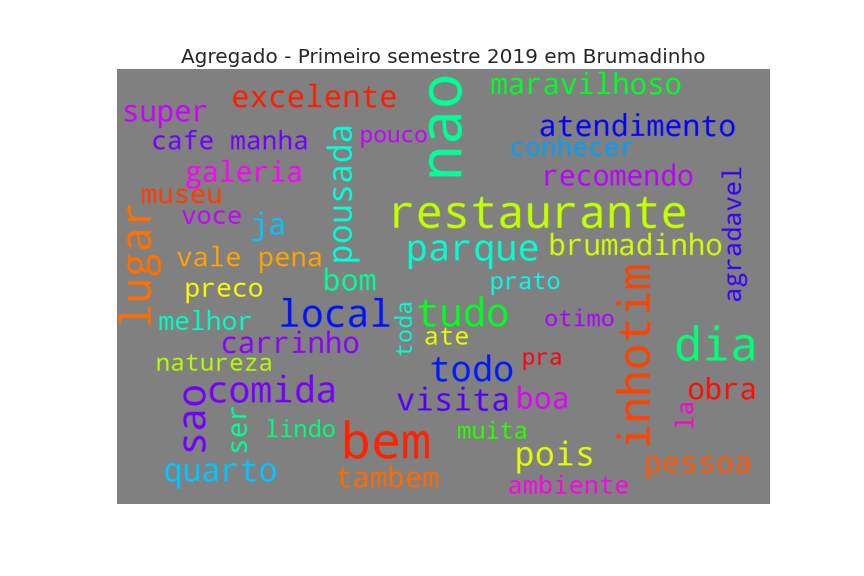 Agregado - Primeiro semestre 2019 em Brumadinho
nao
maravilhoso
excelente
super
atendimento
cafe manha
pouco
conhecer
pousada
galeria
recomendo
museu
agradavel
voce
ja
restaurante
lugar
parque
brumadinho
vale pena
bom
prato
preco
local
tudo
otimo
melhor
toda
ate
inhotim
carrinho
dia
natureza
pra
todo
comida
obra
sao
visita
boa
la
ser
lindo
bem
muita
pois
pessoa
quarto
também
ambiente